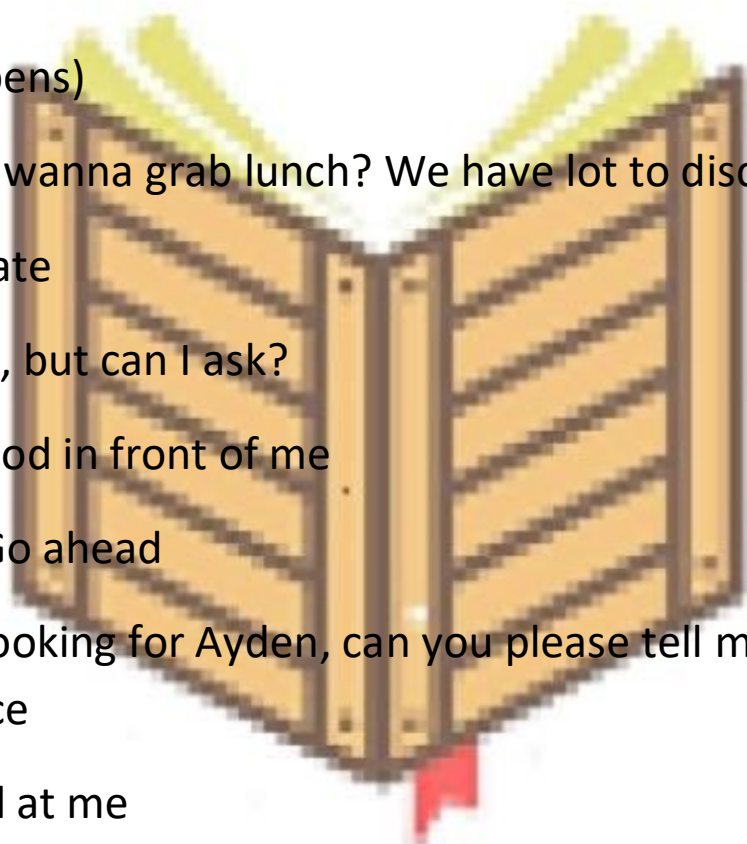 ens)
wanna grab lunch? We have lot to disc
ate
, but can I ask?
od in front of me
Go ahead
ooking for Ayden, can you please tell m
ce
at me